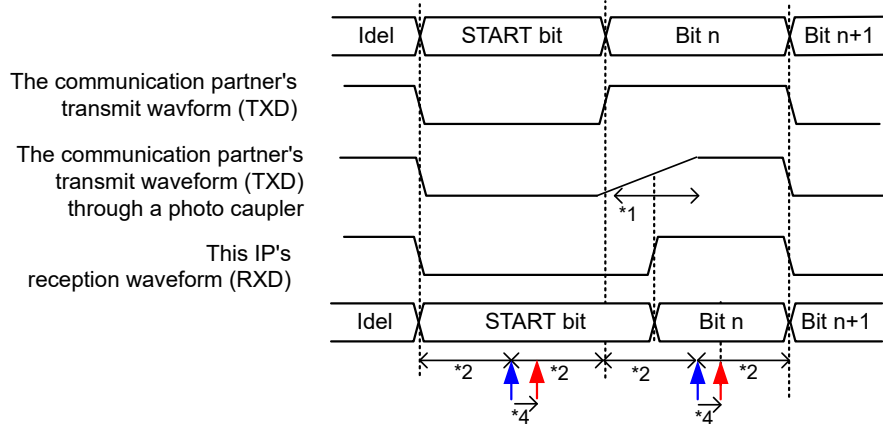 Idel START bit Bit n Bit n+1
The communication partner's
transmit wavform (TXD)
The communication partner's
transmit waveform (TXD)
through a photo caupler
*1
This IP's
reception waveform (RXD)
Idel START bit Bit n Bit n+1
*2 *2 *2 *2
*4 *4